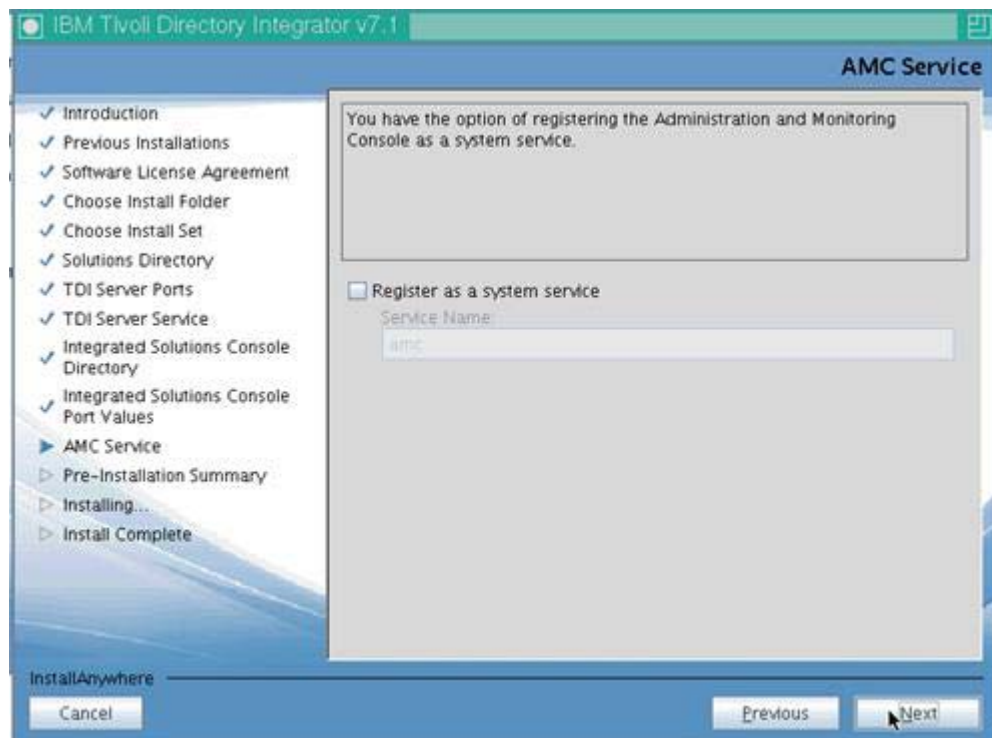 IBM Tivoli Directory Integrator v7.1
AMC Service
Introduction
Previous Installations
Software License Agreement
Choose Install Folder
Choose Install Set
Solutions Directory
TDI Server Ports
TDI Server Service
Integrated Solutions Console
Directory
Integrated Solutions Console
Port Values
AMC Service
Pre-Installation Summary
Installing...
Install Complete
You have the option of registering the Administration and Monitoring
Console as a system service.
Register as a system service
Service Name:
amc
InstallAnywhere
Cancel
Previous
Next